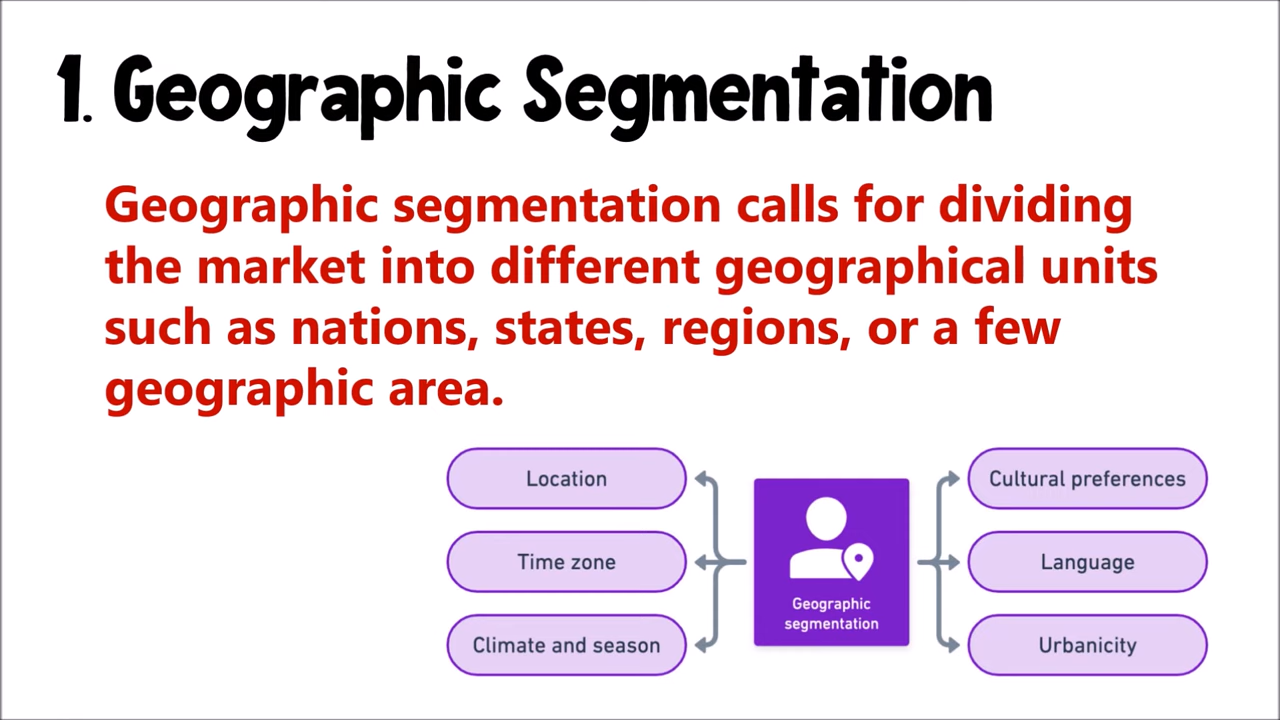 1. Geographic Segmentation
Geographic segmentation calls for dividing
the market into different geographical units
such as nations, states, regions, or a few
geographic area.
Location
Time zone
Climate and season
Geographic
segmentation
Cultural preferences
Language
Urbanicity